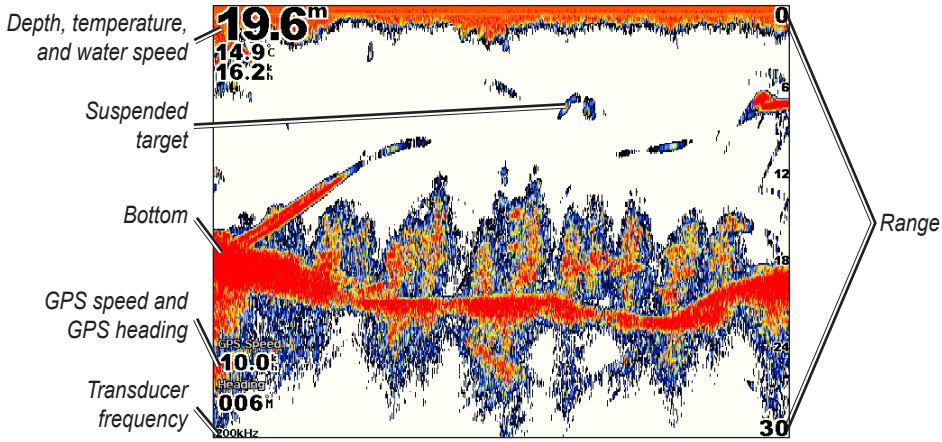 Depth, temperature,
and water speed
Suspended
target
Bottom
GPS speed and
GPS heading
Transducer
frequency
19.6m
14.9°C
16.2kh
GPS Speed
10.0kh
Heading
006°M
200kHz
0
6
12
18
24
30
Range